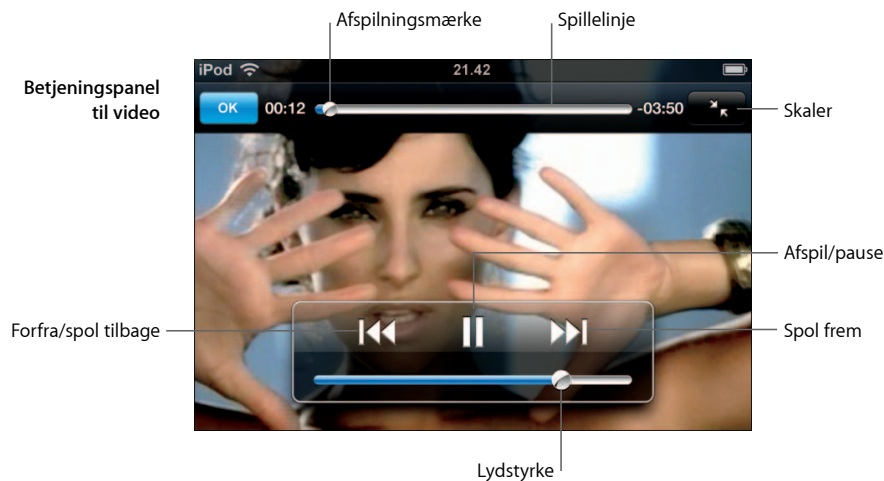 Afspilningsmærke
Spillelinje
iPod
21.42
Betjeningspanel
til video
OK
00:12
-03:50
Skaler
Afspil/pause
Forfra/spol tilbage
Spol frem
Lydstyrke